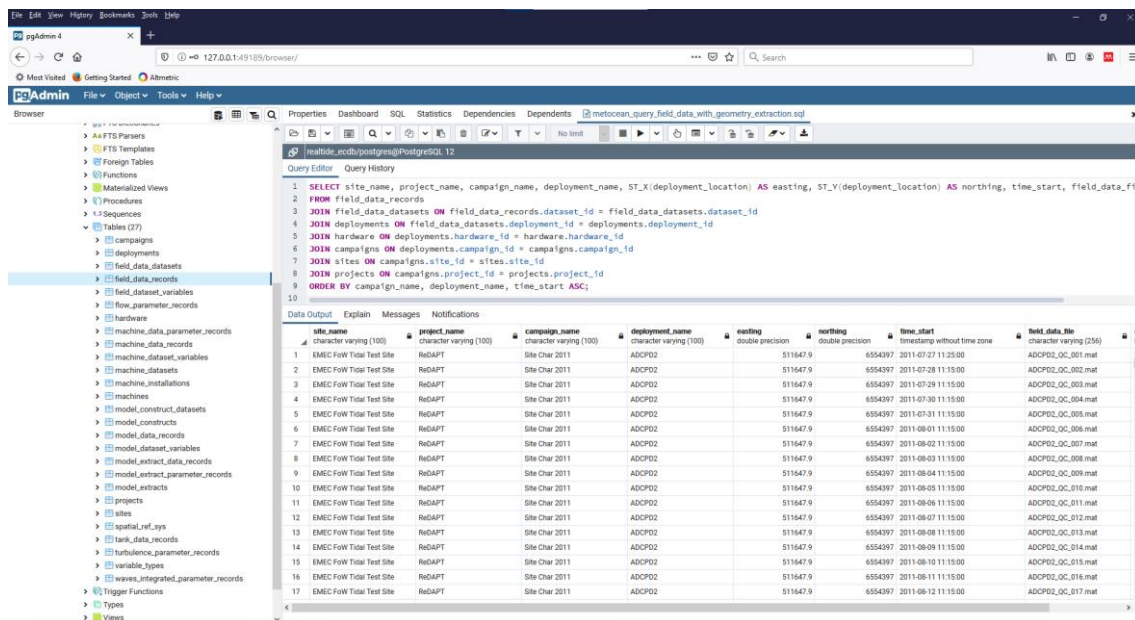 File Edit View History Bookmarks Tools Help
pgAdmin 4
127.0.0.1:49189/browser/
Search
Most Visited Getting Started Altmetric
pgAdmin File Object Tools Help
Browser
Properties Dashboard SQL Statistics Dependencies Dependents metocean_query_field_data_with_geometry_extraction.sql
FTS Parsers
FTS Templates
Foreign Tables
Functions
Materialized Views
Procedures
1..3 Sequences
Tables (27)
campaigns
deployments
field_data_datasets
field_data_records
field_dataset_variables
flow_parameter_records
hardware
machine_data_parameter_records
machine_data_records
machine_dataset_variables
machine_datasets
machine_installations
machines
model_construct_datasets
model_constructs
model_data_records
model_dataset_variables
model_extract_data_records
model_extract_parameter_records
model_extracts
projects
sites
spatial_ref_sys
tank_data_records
turbulence_parameter_records
variable_types
waves_integrated_parameter_records
Trigger Functions
Types
Views
No limit
realtide_ecdb/postgres@PostgreSQL 12
Query Editor Query History
1 SELECT site_name, project_name, campaign_name, deployment_name, ST_X(deployment_location) AS easting, ST_Y(deployment_location) AS northing, time_start, field_data_fi
2 FROM field_data_records
3 JOIN field_data_datasets ON field_data_records.dataset_id = field_data_datasets.dataset_id
4 JOIN deployments ON field_data_datasets.deployment_id = deployments.deployment_id
5 JOIN hardware ON deployments.hardware_id = hardware.hardware_id
6 JOIN campaigns ON deployments.campaign_id = campaigns.campaign_id
7 JOIN sites ON campaigns.site_id = sites.site_id
8 JOIN projects ON campaigns.project_id = projects.project_id
9 ORDER BY campaign_name, deployment_name, time_start ASC;
10
Data Output Explain Messages Notifications
site_name project_name campaign_name deployment_name easting northing time_start field_data_file
character varying (100) character varying (100) character varying (100) character varying (100) double precision double precision timestamp without time zone character varying (256)
1 EMEC FoW Tidal Test Site ReDAPT Site Char 2011 ADCPD2 511647.9 6554397 2011-07-27 11:25:00 ADCPD2_QC_001.mat
2 EMEC FoW Tidal Test Site ReDAPT Site Char 2011 ADCPD2 511647.9 6554397 2011-07-28 11:15:00 ADCPD2_QC_002.mat
3 EMEC FoW Tidal Test Site ReDAPT Site Char 2011 ADCPD2 511647.9 6554397 2011-07-29 11:15:00 ADCPD2_QC_003.mat
4 EMEC FoW Tidal Test Site ReDAPT Site Char 2011 ADCPD2 511647.9 6554397 2011-07-30 11:15:00 ADCPD2_QC_004.mat
5 EMEC FoW Tidal Test Site ReDAPT Site Char 2011 ADCPD2 511647.9 6554397 2011-07-31 11:15:00 ADCPD2_QC_005.mat
6 EMEC FoW Tidal Test Site ReDAPT Site Char 2011 ADCPD2 511647.9 6554397 2011-08-01 11:15:00 ADCPD2_QC_006.mat
7 EMEC FoW Tidal Test Site ReDAPT Site Char 2011 ADCPD2 511647.9 6554397 2011-08-02 11:15:00 ADCPD2_QC_007.mat
8 EMEC FoW Tidal Test Site ReDAPT Site Char 2011 ADCPD2 511647.9 6554397 2011-08-03 11:15:00 ADCPD2_QC_008.mat
9 EMEC FoW Tidal Test Site ReDAPT Site Char 2011 ADCPD2 511647.9 6554397 2011-08-04 11:15:00 ADCPD2_QC_009.mat
10 EMEC FoW Tidal Test Site ReDAPT Site Char 2011 ADCPD2 511647.9 6554397 2011-08-05 11:15:00 ADCPD2_QC_010.mat
11 EMEC FoW Tidal Test Site ReDAPT Site Char 2011 ADCPD2 511647.9 6554397 2011-08-06 11:15:00 ADCPD2_QC_011.mat
12 EMEC FoW Tidal Test Site ReDAPT Site Char 2011 ADCPD2 511647.9 6554397 2011-08-07 11:15:00 ADCPD2_QC_012.mat
13 EMEC FoW Tidal Test Site ReDAPT Site Char 2011 ADCPD2 511647.9 6554397 2011-08-08 11:15:00 ADCPD2_QC_013.mat
14 EMEC FoW Tidal Test Site ReDAPT Site Char 2011 ADCPD2 511647.9 6554397 2011-08-09 11:15:00 ADCPD2_QC_014.mat
15 EMEC FoW Tidal Test Site ReDAPT Site Char 2011 ADCPD2 511647.9 6554397 2011-08-10 11:15:00 ADCPD2_QC_015.mat
16 EMEC FoW Tidal Test Site ReDAPT Site Char 2011 ADCPD2 511647.9 6554397 2011-08-11 11:15:00 ADCPD2_QC_016.mat
17 EMEC FoW Tidal Test Site ReDAPT Site Char 2011 ADCPD2 511647.9 6554397 2011-08-12 11:15:00 ADCPD2_QC_017.mat